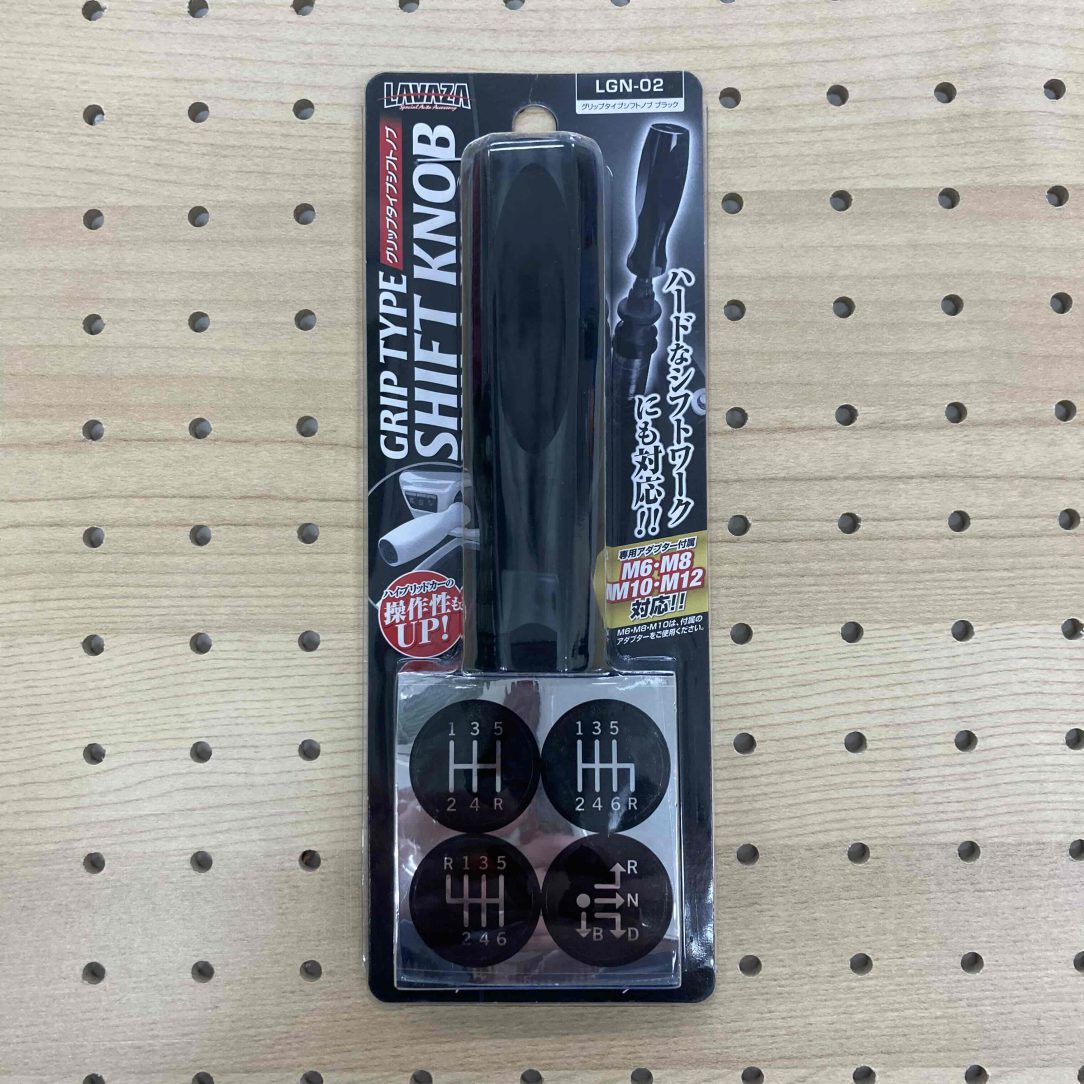 LAVAZA
Special Auto Accessory
LGN-02
グリップタイプシフトノブ ブラック
GRIP TYPE
グリップタイプシフトノブ
SHIFT KNOB
ハードなシフトワーク
にも対応!!
専用アダプター付属
M6・M8
M10・M12
対応!!
M6・M8・M10は、付属の
アダプターをご使用ください。
ハイブリッドカーの
操作性も
UP!
1 3 5
2 4 R
1 3 5
2 4 6 R
R 1 3 5
2 4 6
R
N
B D